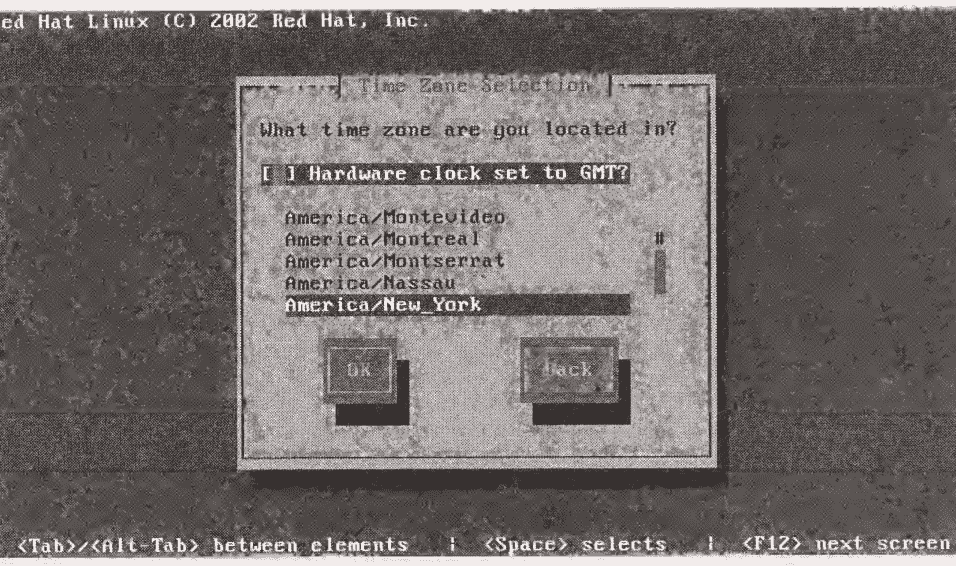 ed Hat Linux (C) 2002 Red Hat, Inc.
Time Zone Selection
What time zone are you located in?
[ ] Hardware clock set to GMT?
America/Montevideo
America/Montreal
America/Montserrat
America/Nassau
America/New_York
OK
Back
<Tab>/<Alt-Tab> between elements | <Space> selects | <F12> next screen